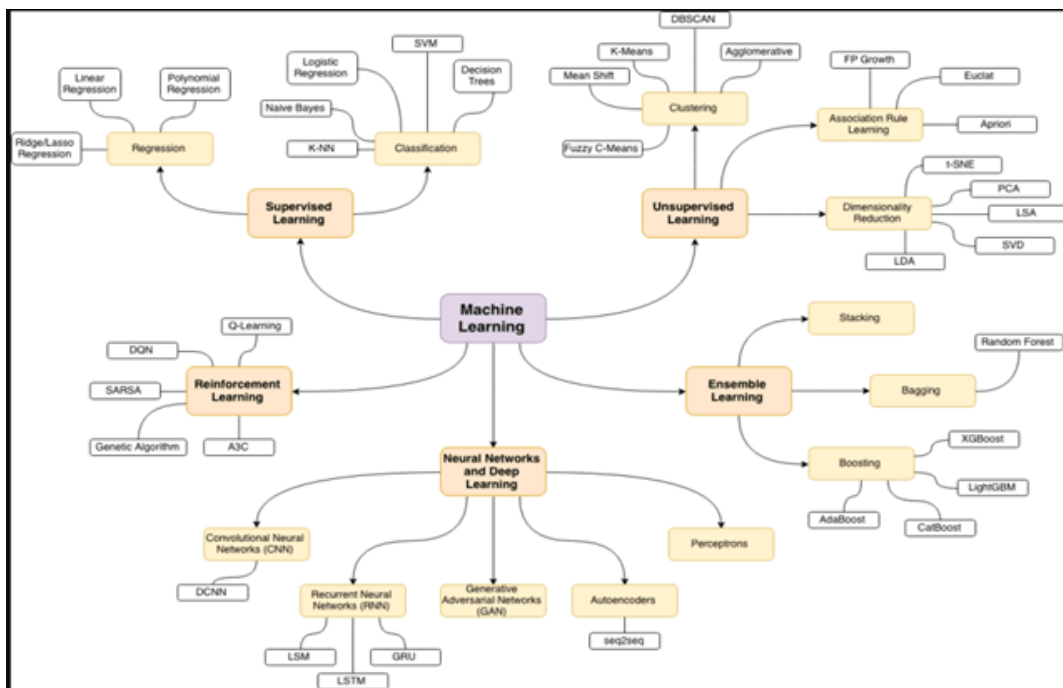 DBSCAN
SVM
K-Means
Agglomerative
Logistic
Regression
Decision
Trees
Mean Shift
FP Growth
Euclat
Linear
Regression
Polynomial
Regression
Naive Bayes
Clustering
Association Rule
Learning
Apriori
Ridge/Lasso
Regression
Regression
K-NN
Classification
Fuzzy C-Means
t-SNE
PCA
Supervised
Learning
Unsupervised
Learning
Dimensionality
Reduction
LSA
SVD
LDA
Machine
Learning
Stacking
Q-Learning
DQN
Random Forest
Reinforcement
Learning
SARSA
Ensemble
Learning
Bagging
Genetic Algorithm
A3C
Neural Networks
and Deep
Learning
XGBoost
Boosting
LightGBM
AdaBoost
CatBoost
Convolutional Neural
Networks (CNN)
Perceptrons
DCNN
Recurrent Neural
Networks (RNN)
Generative
Adversarial Networks
(GAN)
Autoencoders
seq2seq
LSM
GRU
LSTM